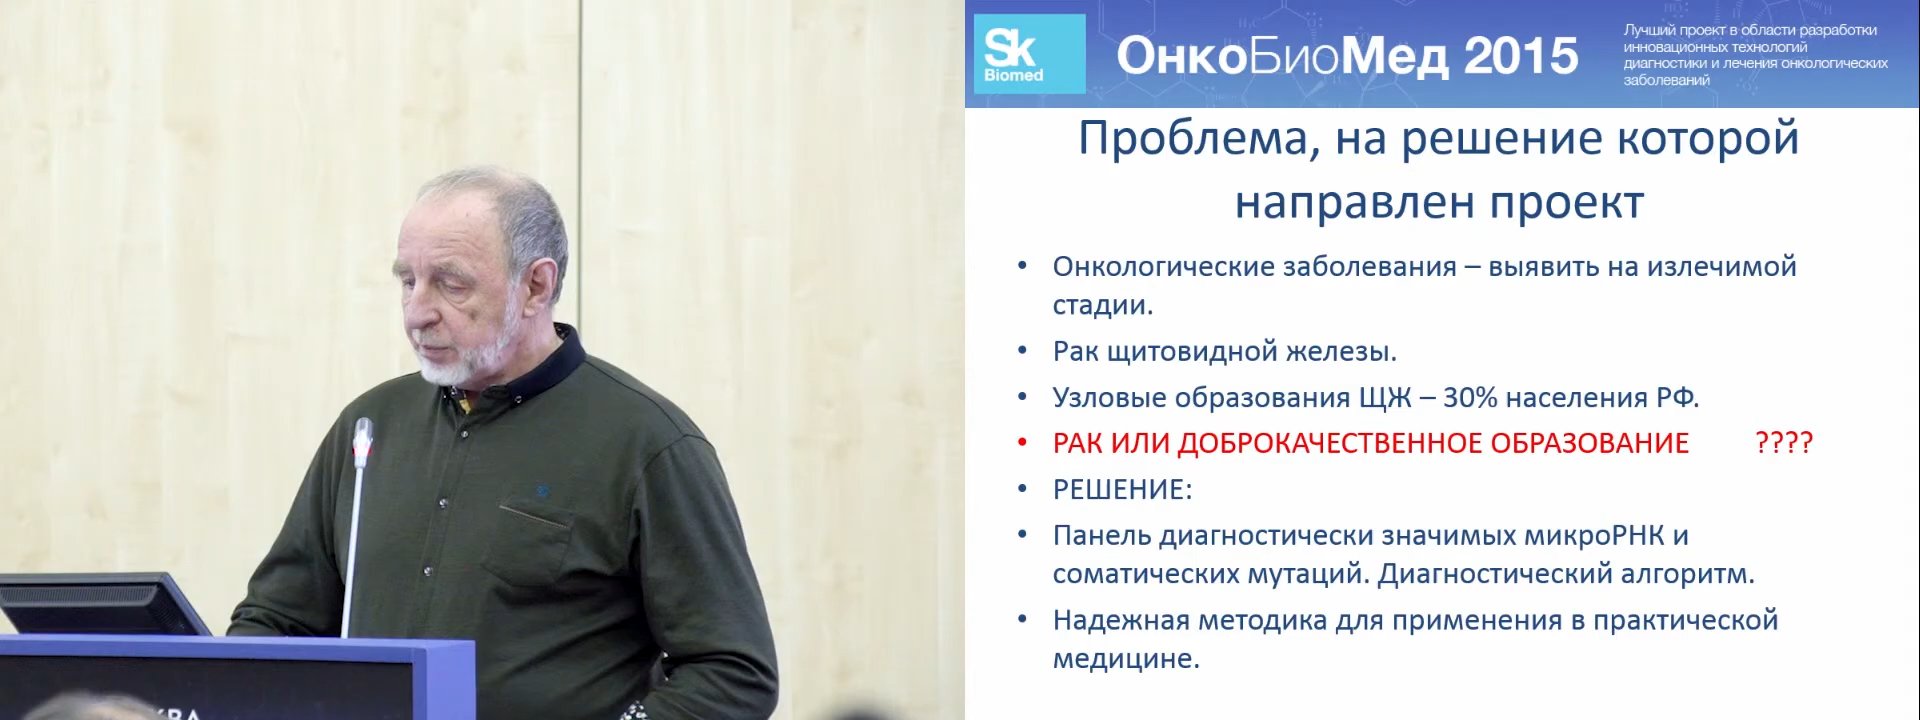 Sk
Biomed
ОнкоБиоМед 2015
Лучший проект в области разработки
инновационных технологий
диагностики и лечения онкологических
заболеваний
Проблема, на решение которой
направлен проект
• Онкологические заболевания – выявить на излечимой
стадии.
• Рак щитовидной железы.
• Узловые образования ЩЖ – 30% населения РФ.
• РАК ИЛИ ДОБРОКАЧЕСТВЕННОЕ ОБРАЗОВАНИЕ ????
• РЕШЕНИЕ:
• Панель диагностически значимых микроРНК и
соматических мутаций. Диагностический алгоритм.
• Надежная методика для применения в практической
медицине.